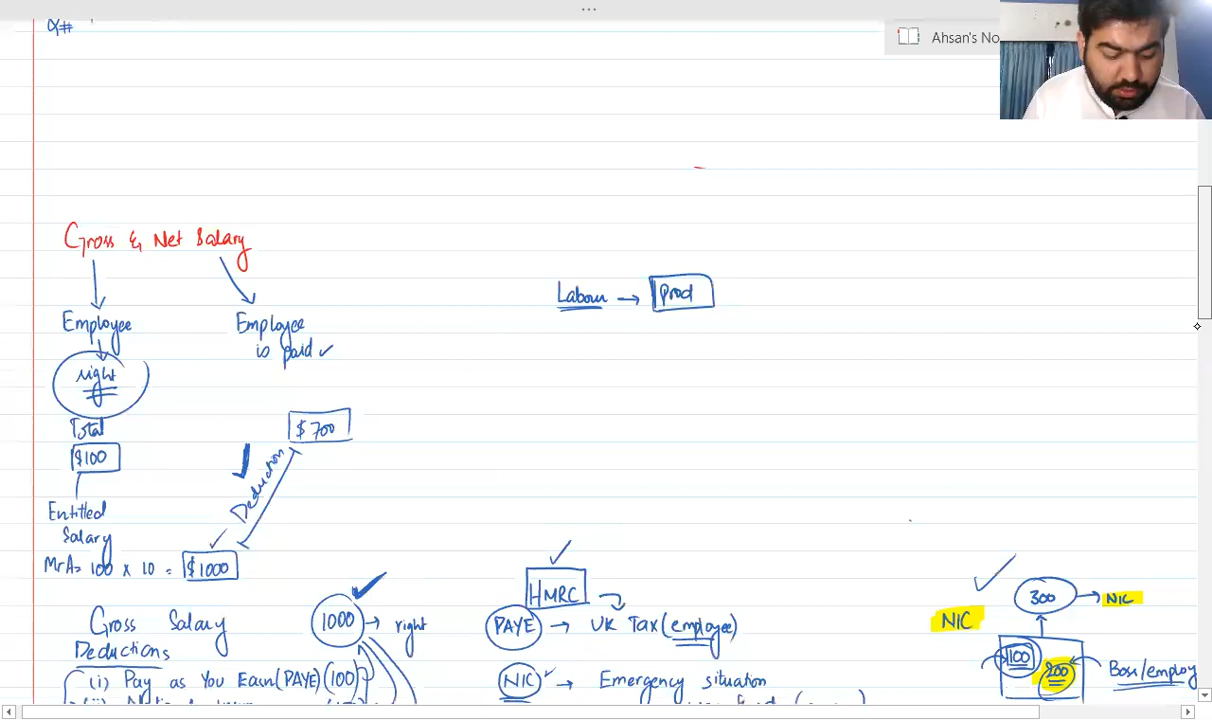 Q#
Ahsan's No
Gross & Net Salary
Labour → Prod
Employee
Employee
is paid ✓
right
Total
$700
$100
Deduction
Entitled
Salary
Mr A = 100 x 10 = $1000
HMRC
300 → NIC
Gross Salary
1000 → right
PAYE → UK Tax (employee)
NIC
Deductions
100
200
Boss/employ
(i) Pay as You Earn (PAYE) (100)
NIC → Emergency situation